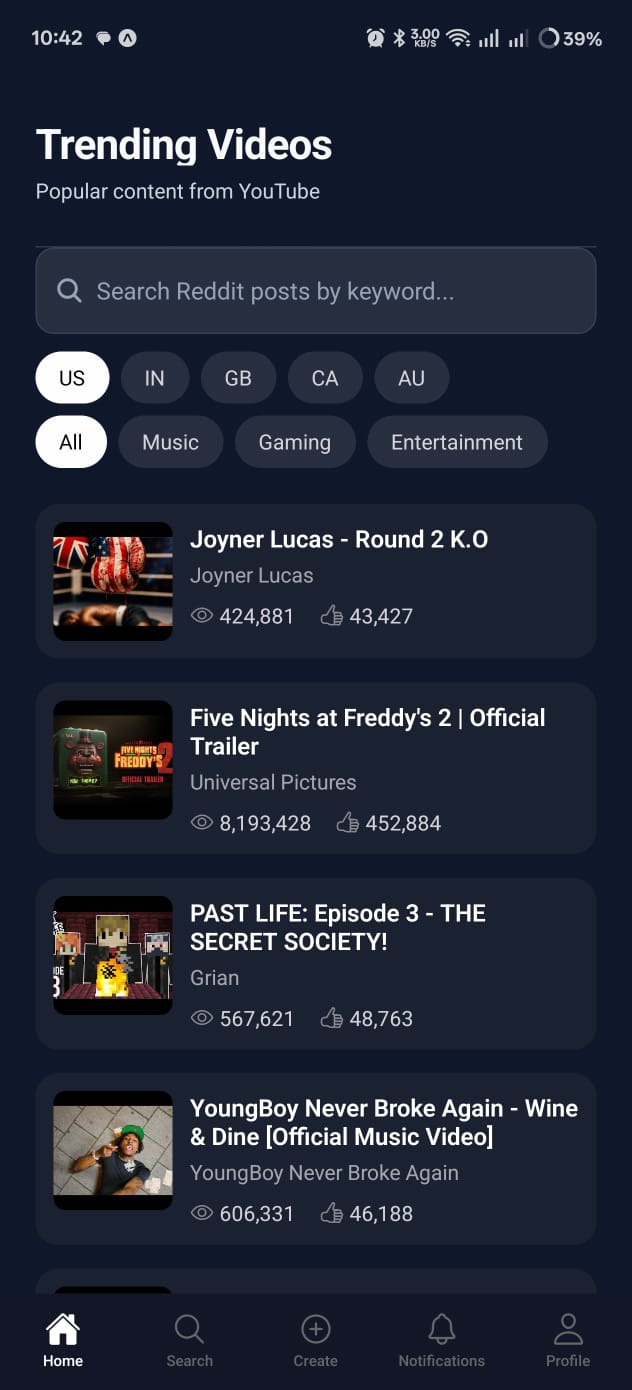 10:42
3.00
KB/S
39%
Trending Videos
Popular content from YouTube
Search Reddit posts by keyword...
US IN GB CA AU
All Music Gaming Entertainment
Joyner Lucas - Round 2 K.O
Joyner Lucas
424,881 43,427
FIVE NIGHTS
FREDDY'S 2
OFFICIAL TRAILER
Five Nights at Freddy's 2 | Official
Trailer
Universal Pictures
8,193,428 452,884
PAST LIFE: Episode 3 - THE
SECRET SOCIETY!
Grian
567,621 48,763
YoungBoy Never Broke Again - Wine
& Dine [Official Music Video]
YoungBoy Never Broke Again
606,331 46,188
Home Search Create Notifications Profile